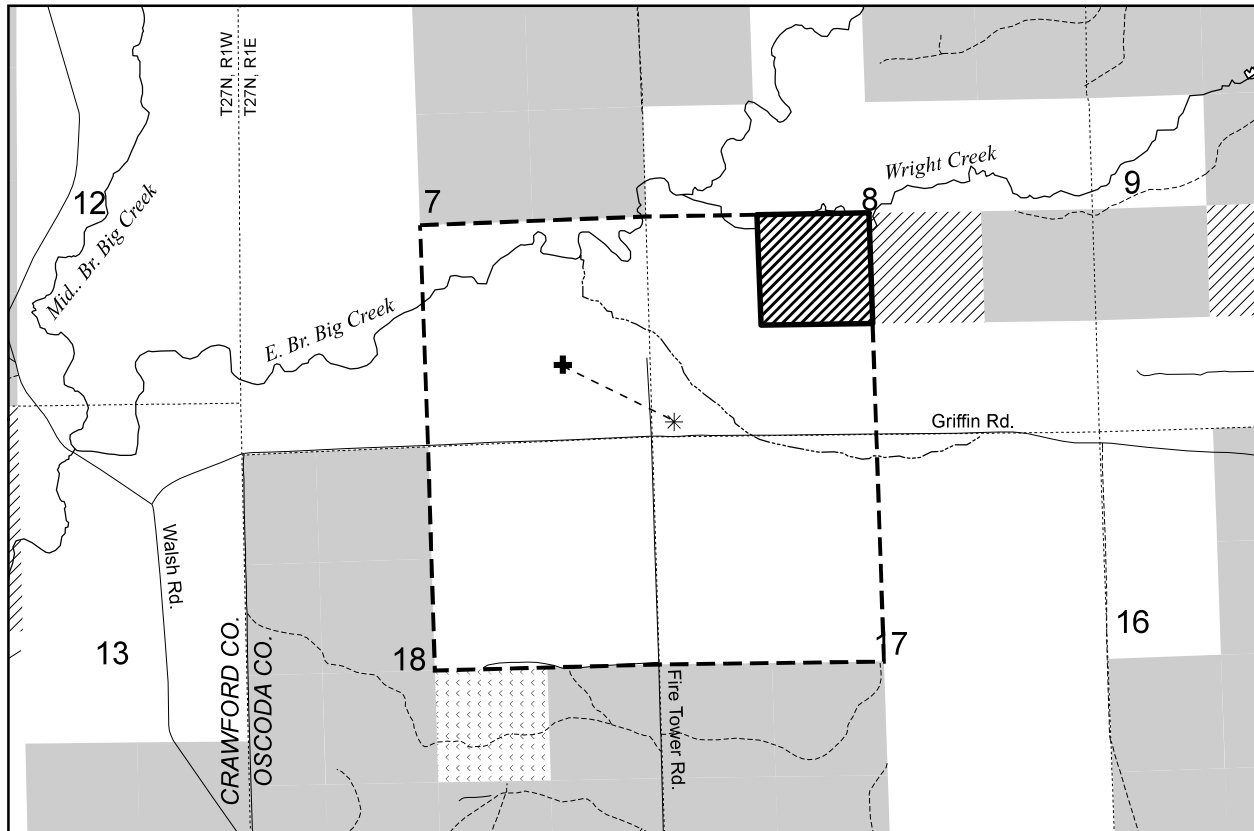 T27N, R1W
T27N, R1E
12
7
8
9
Wright Creek
Mid.. Br. Big Creek
E. Br. Big Creek
Griffin Rd.
Walsh Rd.
13
18
17
16
CRAWFORD CO.
OSCODA CO.
Fire Tower Rd.